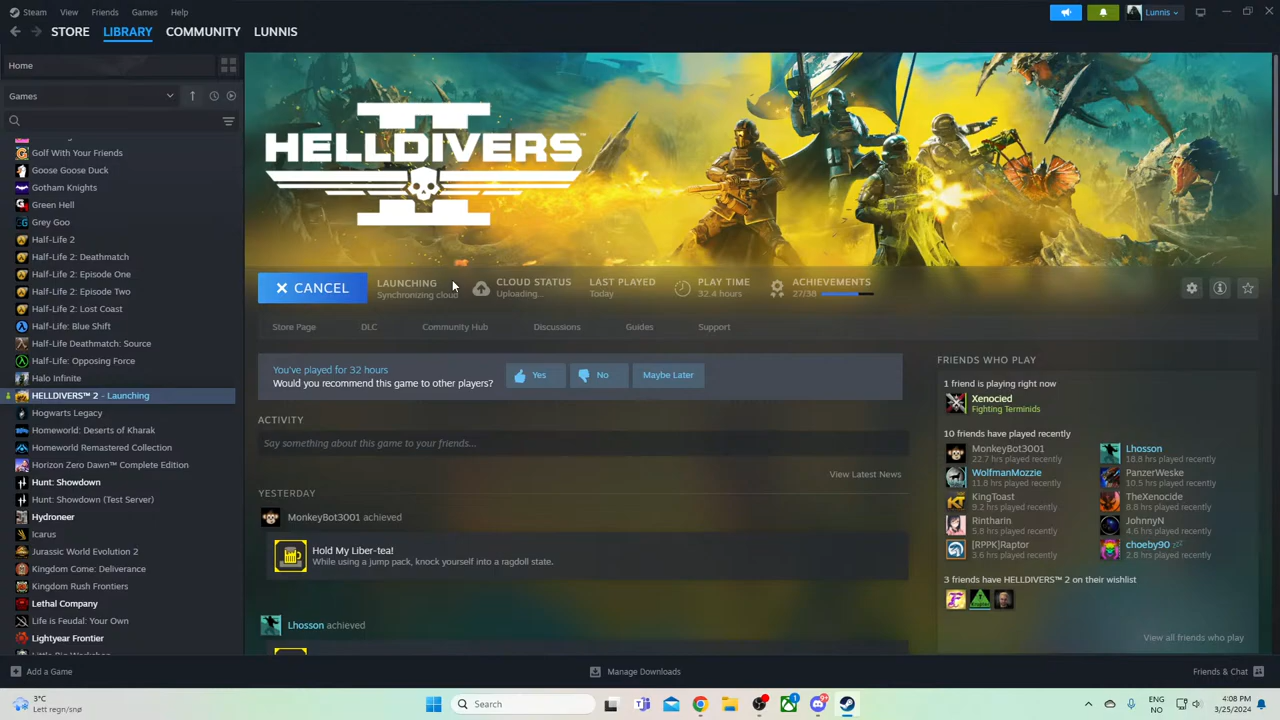 Steam View Friends Games Help
Lunnis
STORE LIBRARY COMMUNITY LUNNIS
Home
Games
Golf With Your Friends
Goose Goose Duck
Gotham Knights
Green Hell
Grey Goo
Half-Life 2
Half-Life 2: Deathmatch
Half-Life 2: Episode One
Half-Life 2: Episode Two
Half-Life 2: Lost Coast
Half-Life: Blue Shift
Half-Life Deathmatch: Source
Half-Life: Opposing Force
Halo Infinite
HELLDIVERS™ 2 - Launching
Hogwarts Legacy
Homeworld: Deserts of Kharak
Homeworld Remastered Collection
Horizon Zero Dawn™ Complete Edition
Hunt: Showdown
Hunt: Showdown (Test Server)
Hydroneer
Icarus
Jurassic World Evolution 2
Kingdom Come: Deliverance
Kingdom Rush Frontiers
Lethal Company
Life is Feudal: Your Own
Lightyear Frontier
HELLDIVERS™
II
CANCEL
LAUNCHING
Synchronizing cloud
CLOUD STATUS
Uploading...
LAST PLAYED
Today
PLAY TIME
32.4 hours
ACHIEVEMENTS
27/38
Store Page DLC Community Hub Discussions Guides Support
You've played for 32 hours
Would you recommend this game to other players?
Yes No Maybe Later
ACTIVITY
Say something about this game to your friends...
View Latest News
YESTERDAY
MonkeyBot3001 achieved
Hold My Liber-tea!
While using a jump pack, knock yourself into a ragdoll state.
Lhosson achieved
FRIENDS WHO PLAY
1 friend is playing right now
Xenocied
Fighting Terminids
10 friends have played recently
MonkeyBot3001
22.7 hrs played recently
Lhosson
18.8 hrs played recently
WolfmanMozzie
11.8 hrs played recently
PanzerWeske
10.5 hrs played recently
KingToast
9.2 hrs played recently
TheXenocide
8.8 hrs played recently
Rintharin
5.8 hrs played recently
JohnnyN
4.6 hrs played recently
[RPPK]Raptor
3.6 hrs played recently
choeby90 zz
2.6 hrs played recently
3 friends have HELLDIVERS™ 2 on their wishlist
View all friends who play
Add a Game
Manage Downloads
Friends & Chat
3°C
Lett regn/snø
Search
ENG
NO
4:08 PM
3/25/2024